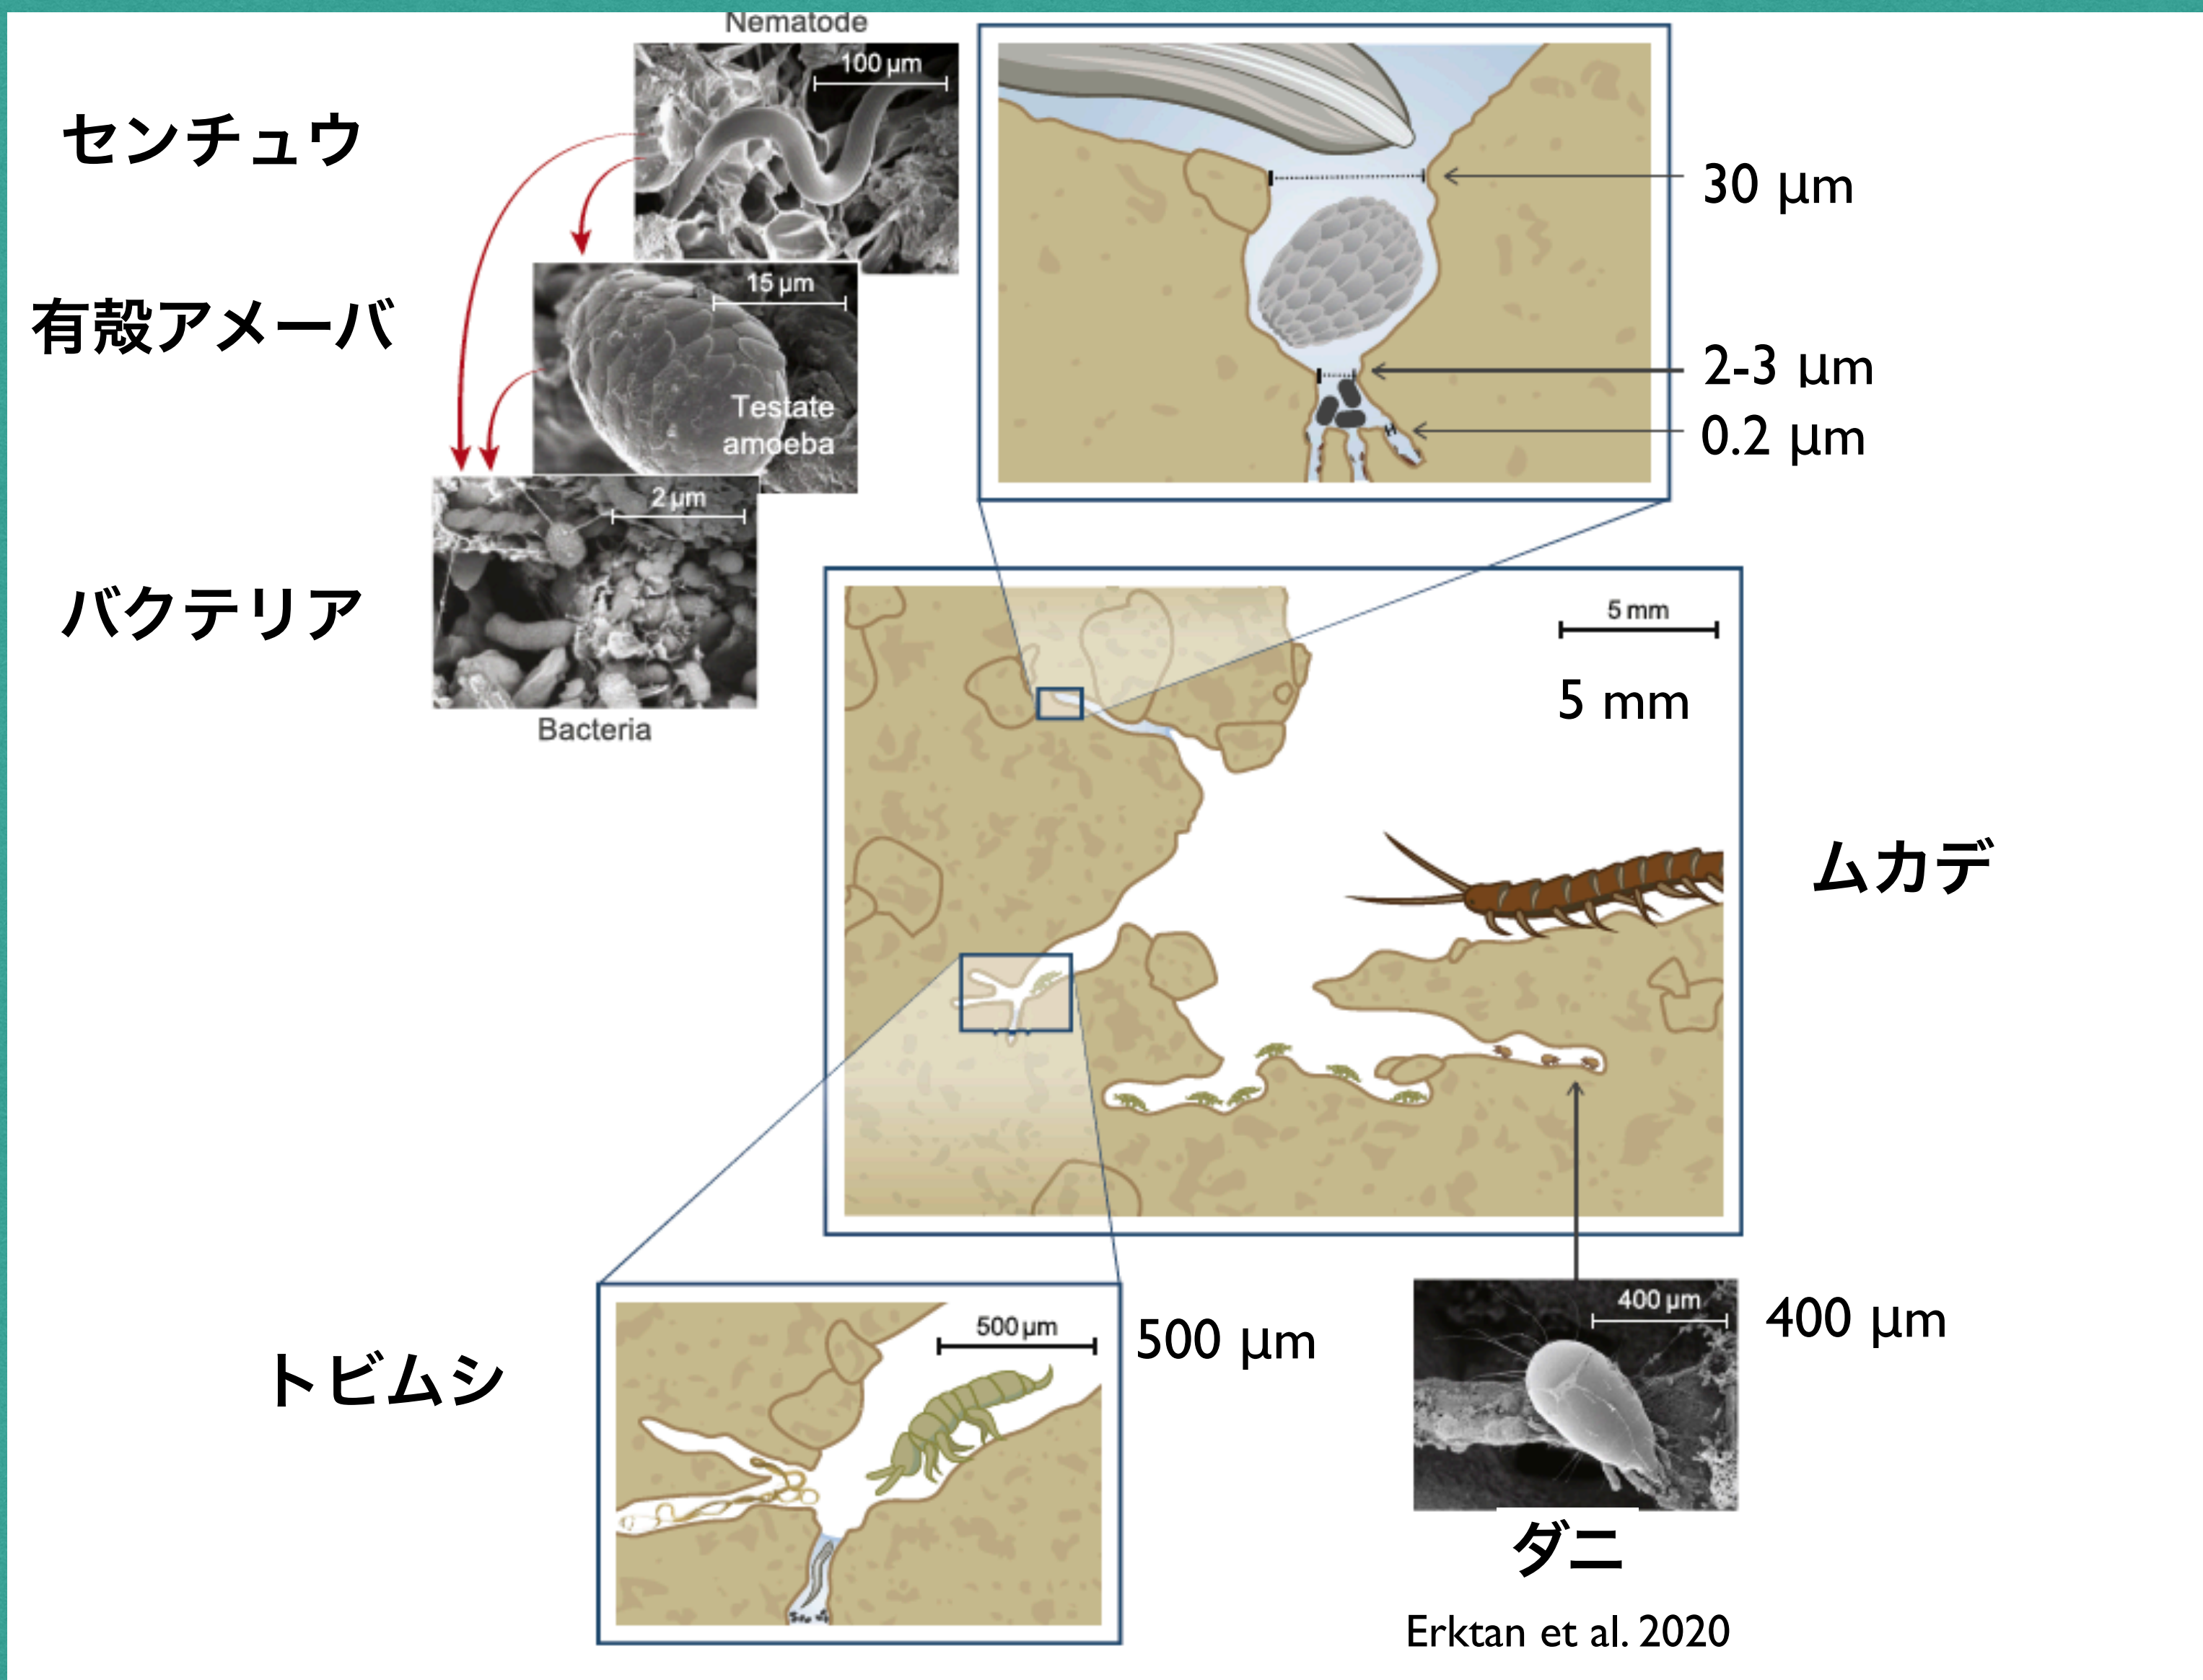 Nematode
100 µm
センチュウ
30 µm
15 µm
有殻アメーバ
2-3 µm
Testate
amoeba
0.2 µm
2 µm
バクテリア
Bacteria
5 mm
5 mm
ムカデ
400 µm
400 µm
500 µm
500 µm
トビムシ
ダニ
Erktan et al. 2020